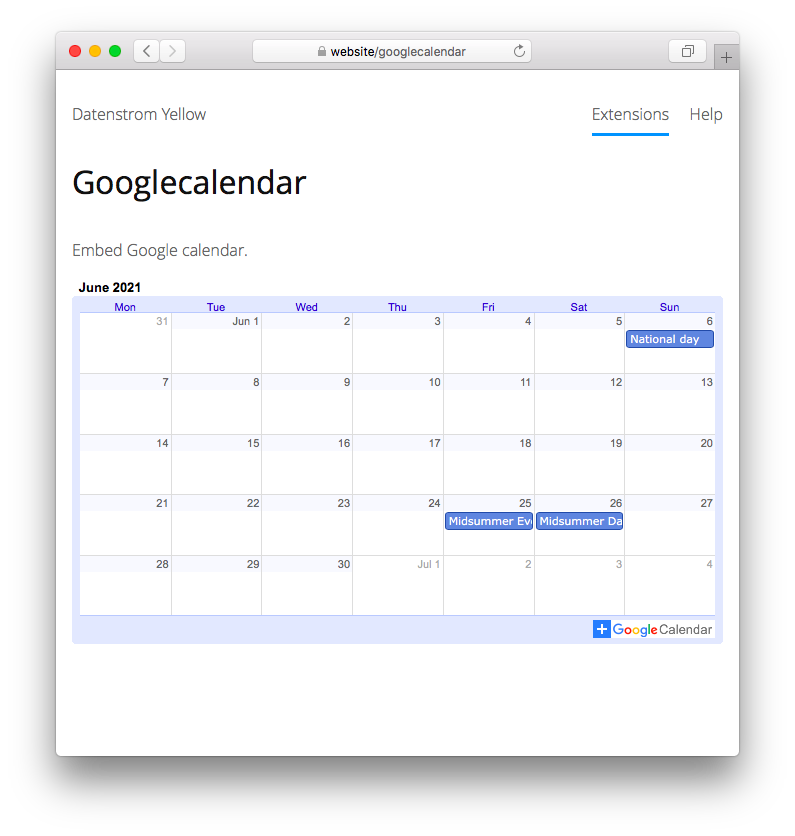 website/googlecalendar
Datenstrom Yellow Extensions Help
Googlecalendar
Embed Google calendar.
June 2021
Mon Tue Wed Thu Fri Sat Sun
31 Jun 1 2 3 4 5 6
National day
7 8 9 10 11 12 13
14 15 16 17 18 19 20
21 22 23 24 25 26 27
Midsummer Ev Midsummer Da
28 29 30 Jul 1 2 3 4
Google Calendar